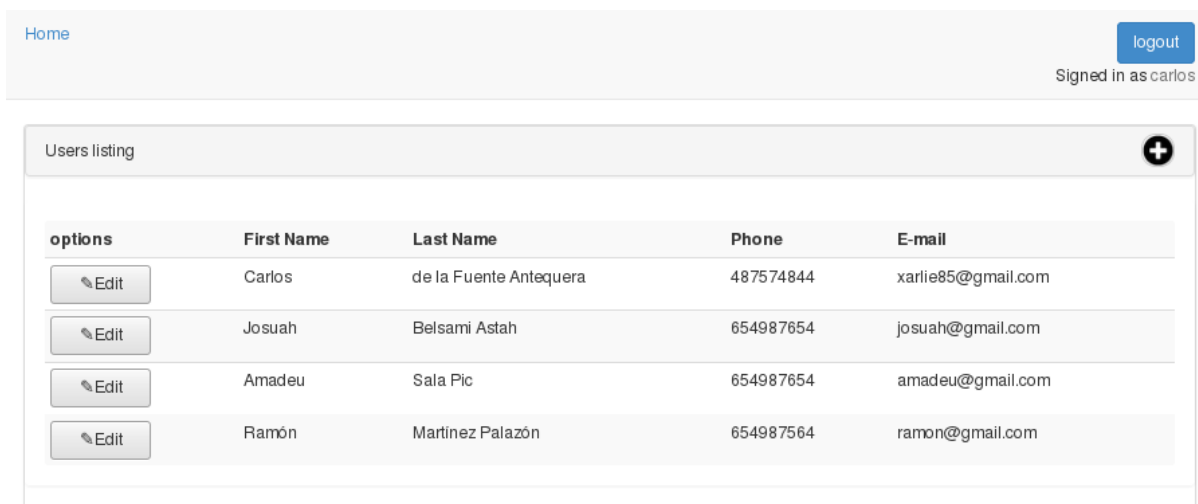 Home
logout
Signed in as carlos
Users listing
options First Name Last Name Phone E-mail
✎Edit Carlos de la Fuente Antequera 487574844 xarlie85@gmail.com
✎Edit Josuah Belsami Astah 654987654 josuah@gmail.com
✎Edit Amadeu Sala Pic 654987654 amadeu@gmail.com
✎Edit Ramón Martínez Palazón 654987564 ramon@gmail.com